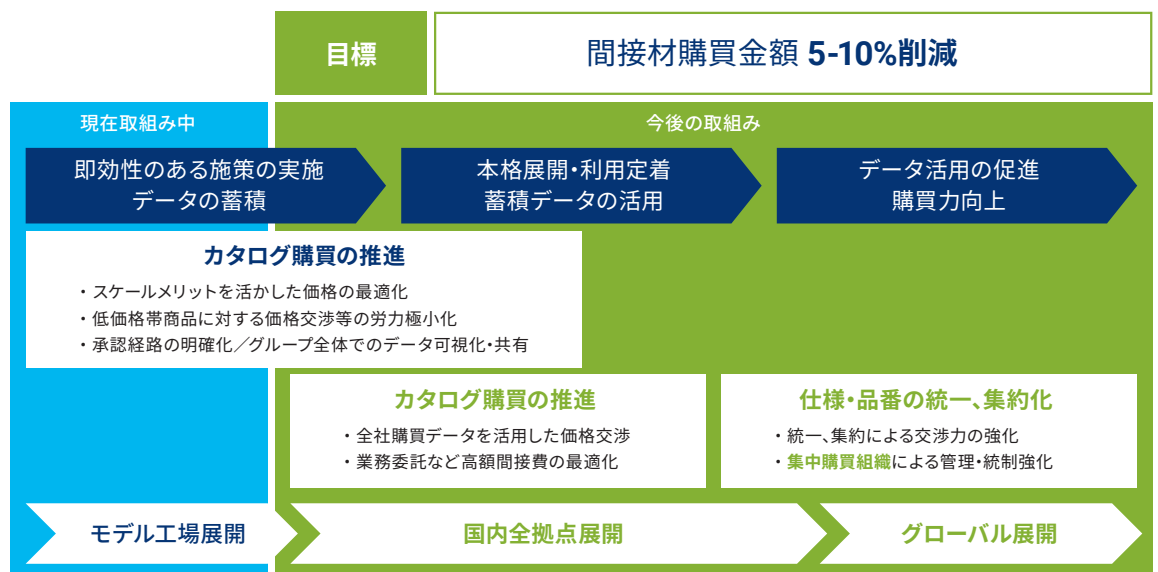 目標
間接材購買金額 5-10%削減
現在取組み中
今後の取組み
即効性のある施策の実施
データの蓄積
本格展開・利用定着
蓄積データの活用
データ活用の促進
購買力向上
カタログ購買の推進
・スケールメリットを活かした価格の最適化
・低価格帯商品に対する価格交渉等の労力極小化
・承認経路の明確化／グループ全体でのデータ可視化・共有
カタログ購買の推進
・全社購買データを活用した価格交渉
・業務委託など高額間接費の最適化
仕様・品番の統一、集約化
・統一、集約による交渉力の強化
・集中購買組織による管理・統制強化
モデル工場展開
国内全拠点展開
グローバル展開